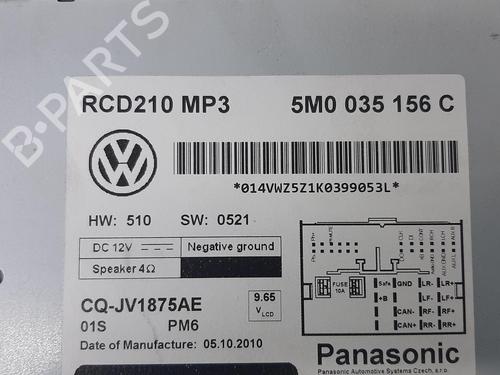 B-PARTS
RCD210 MP3 5M0 035 156 C
*014VWZ5Z1K0399053L*
HW: 510 SW: 0521
DC 12V Negative ground
Speaker 4Ω
CQ-JV1875AE 9.65 VLCD
01S PM6
Date of Manufacture: 05.10.2010
FUSE 10A
Safe GND LF- LR+
+B LF- LR-
CAN- RF- RR-
CAN+ RF+ RR+
Panasonic
Panasonic Automotive Systems Czech, s.r.o.